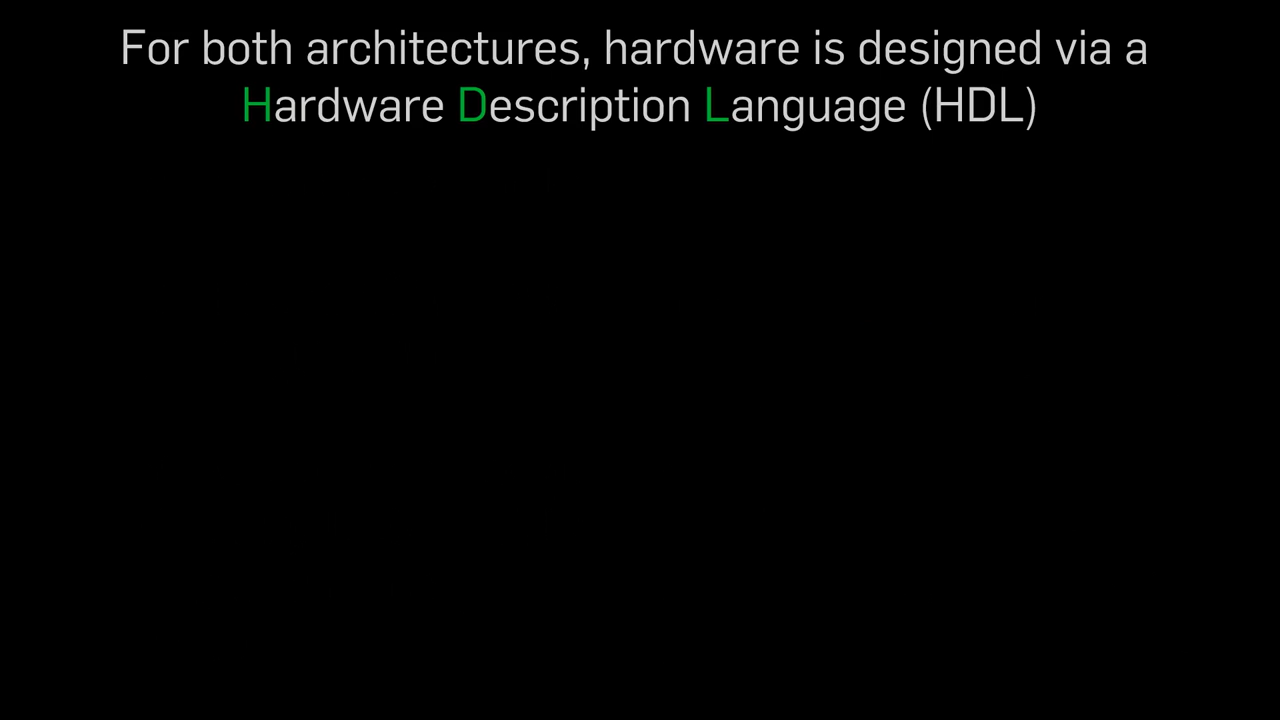 For both architectures, hardware is designed via a
Hardware Description Language (HDL)